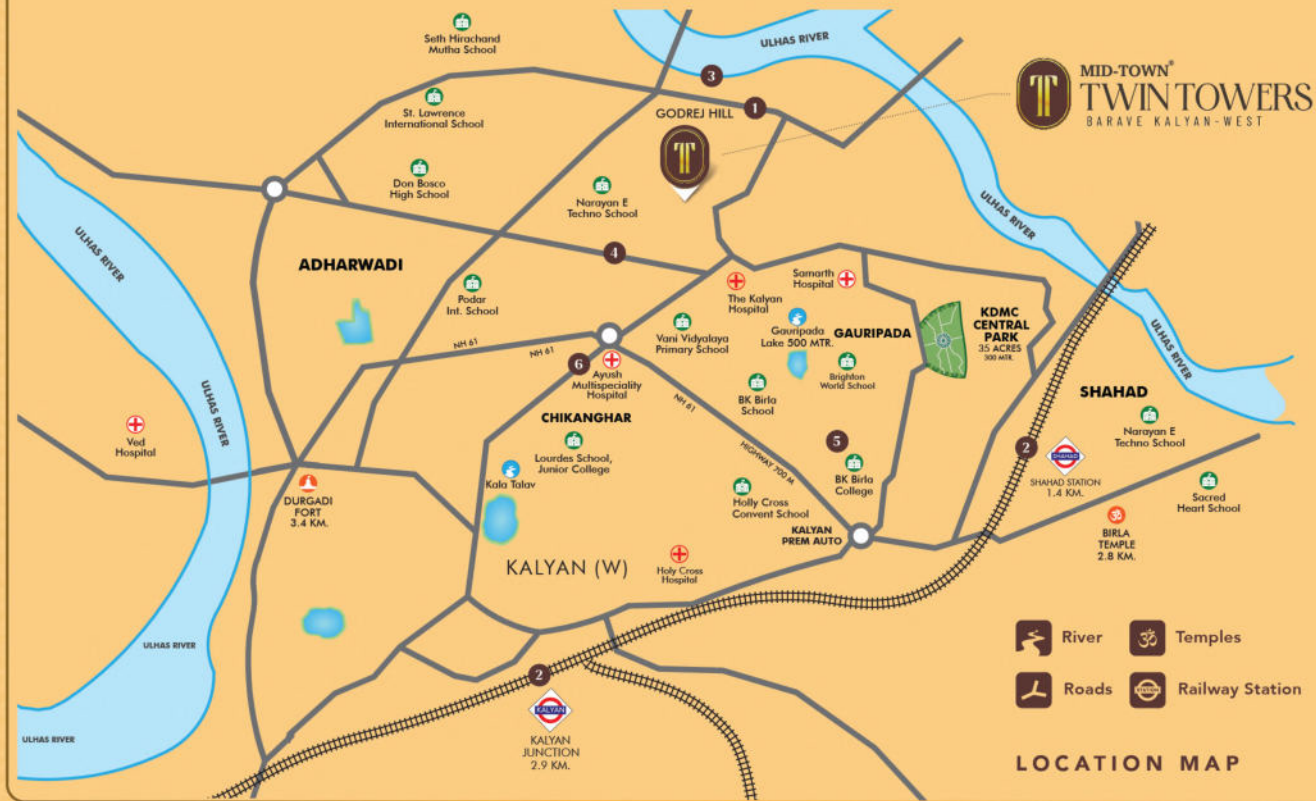 Seth Hirachand
Mutha School
ULHAS RIVER
3
1
MID-TOWN®
TWIN TOWERS
BARAVE KALYAN-WEST
St. Lawrence
International School
GODREJ HILL
T
T
Don Bosco
High School
Narayan E
Techno School
ULHAS RIVER
ULHAS RIVER
4
ADHARWADI
Podar
Int. School
The Kalyan
Hospital
Samarth
Hospital
Gauripada
Lake 500 MTR.
GAURIPADA
KDMC
CENTRAL
PARK
35 ACRES
300 MTR.
ULHAS RIVER
Vani Vidyalaya
Primary School
NH 61
NH 61
6
Ayush
Multispeciality
Hospital
NH 61
Brighton
World School
BK Birla
School
ULHAS RIVER
SHAHAD
Narayan E
Techno School
Ved
Hospital
CHIKANGHAR
Lourdes School,
Junior College
Kala Talav
HIGHWAY 700 M
5
BK Birla
College
2
SHAHAD
SHAHAD STATION
1.4 KM.
Sacred
Heart School
DURGADI
FORT
3.4 KM.
Holly Cross
Convent School
KALYAN
PREM AUTO
BIRLA
TEMPLE
2.8 KM.
KALYAN (W)
Holy Cross
Hospital
ULHAS RIVER
River
ॐ
Temples
Roads
STATION
Railway Station
2
KALYAN
KALYAN
JUNCTION
2.9 KM.
ULHAS RIVER
LOCATION MAP